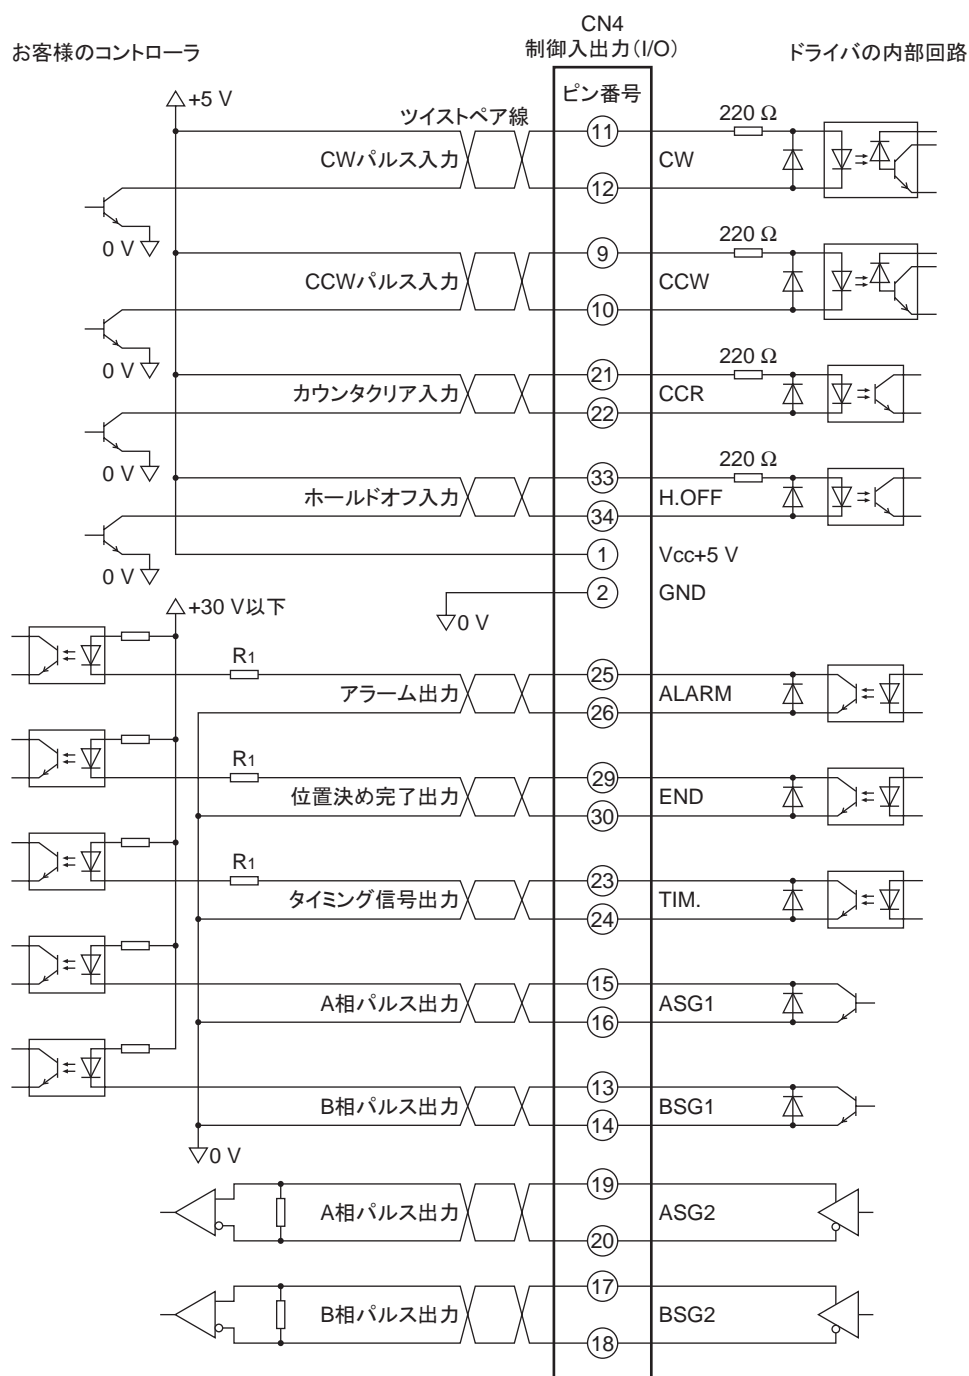 CN4
お客様のコントローラ
制御入出力(I/O)
ドライバの内部回路
ピン番号
+5 V
ツイストペア線
11
220 Ω
CWパルス入力
CW
12
0 V
9
220 Ω
CCWパルス入力
CCW
10
0 V
21
220 Ω
カウンタクリア入力
CCR
22
0 V
33
220 Ω
ホールドオフ入力
H.OFF
34
1
Vcc+5 V
0 V
2
GND
+30 V以下
0 V
R1
25
アラーム出力
ALARM
26
R1
29
位置決め完了出力
END
30
R1
23
タイミング信号出力
TIM.
24
15
A相パルス出力
ASG1
16
13
B相パルス出力
BSG1
14
0 V
19
A相パルス出力
ASG2
20
17
B相パルス出力
BSG2
18